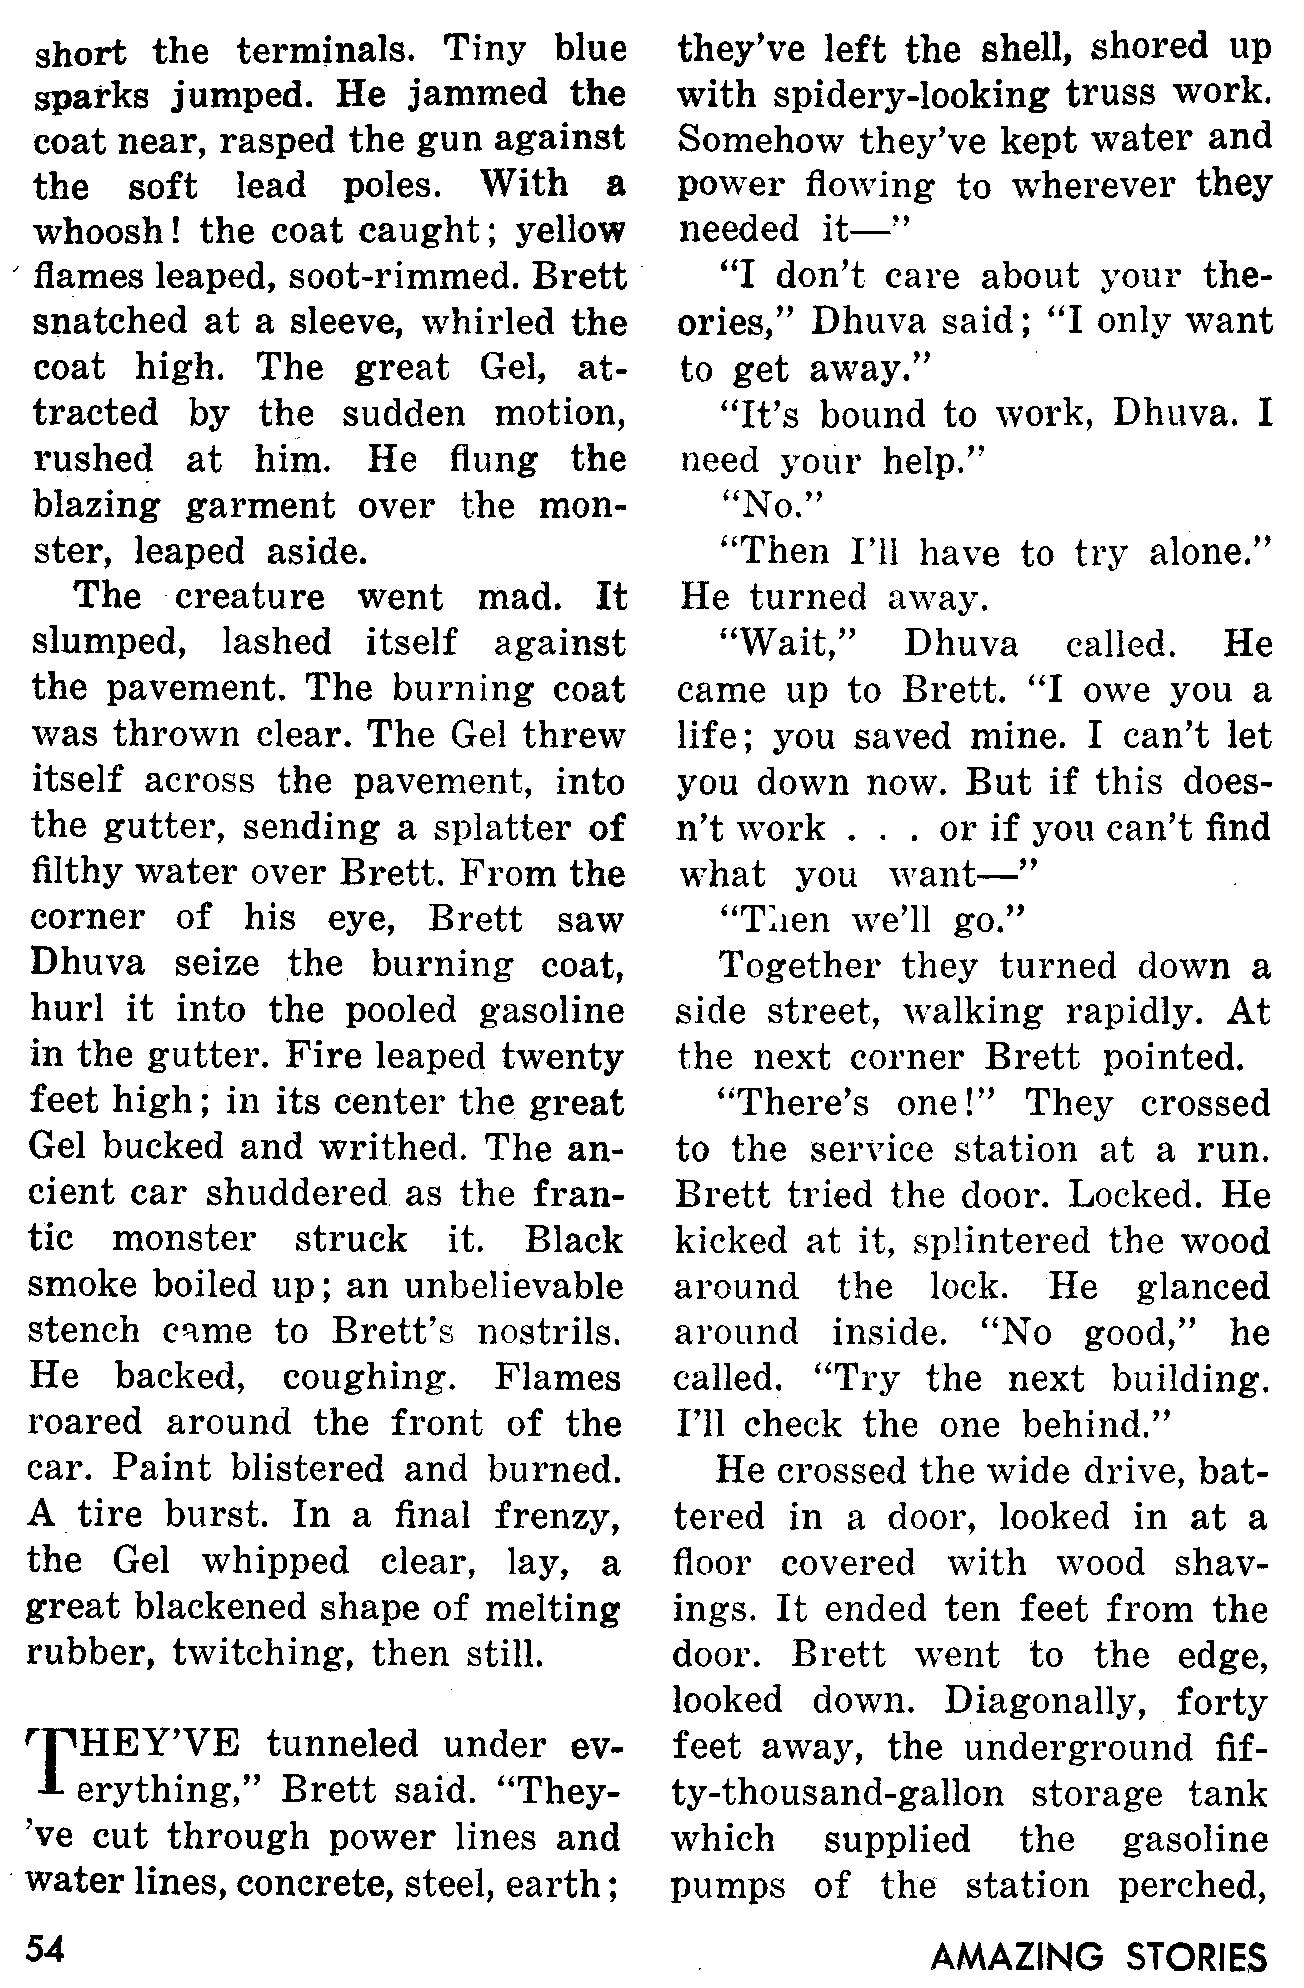 short the terminals. Tiny blue
sparks jumped. He jammed the
coat near, rasped the gun against
the soft lead poles. With a
whoosh! the coat caught; yellow
flames leaped, soot-rimmed. Brett
snatched at a sleeve, whirled the
coat high. The great Gel, at-
tracted by the sudden motion,
rushed at him. He flung the
blazing garment over the mon-
ster, leaped aside.
The creature went mad. It
slumped, lashed itself against
the pavement. The burning coat
was thrown clear. The Gel threw
itself across the pavement, into
the gutter, sending a splatter of
filthy water over Brett. From the
corner of his eye, Brett saw
Dhuva seize the burning coat,
hurl it into the pooled gasoline
in the gutter. Fire leaped twenty
feet high; in its center the great
Gel bucked and writhed. The an-
cient car shuddered as the fran-
tic monster struck it. Black
smoke boiled up; an unbelievable
stench came to Brett's nostrils.
He backed, coughing. Flames
roared around the front of the
car. Paint blistered and burned.
A tire burst. In a final frenzy,
the Gel whipped clear, lay, a
great blackened shape of melting
rubber, twitching, then still.
THEY'VE tunneled under ev-
erything," Brett said. "They-
've cut through power lines and
water lines, concrete, steel, earth;
they've left the shell, shored up
with spidery-looking truss work.
Somehow they've kept water and
power flowing to wherever they
needed it—"
"I don't care about your the-
ories," Dhuva said; "I only want
to get away."
"It's bound to work, Dhuva. I
need your help."
"No."
"Then I'll have to try alone."
He turned away.
"Wait," Dhuva called. He
came up to Brett. "I owe you a
life; you saved mine. I can't let
you down now. But if this does-
n't work . . . or if you can't find
what you want—"
"Then we'll go."
Together they turned down a
side street, walking rapidly. At
the next corner Brett pointed.
"There's one!" They crossed
to the service station at a run.
Brett tried the door. Locked. He
kicked at it, splintered the wood
around the lock. He glanced
around inside. "No good," he
called. "Try the next building.
I'll check the one behind."
He crossed the wide drive, bat-
tered in a door, looked in at a
floor covered with wood shav-
ings. It ended ten feet from the
door. Brett went to the edge,
looked down. Diagonally, forty
feet away, the underground fif-
ty-thousand-gallon storage tank
which supplied the gasoline
pumps of the station perched,
54
AMAZING STORIES